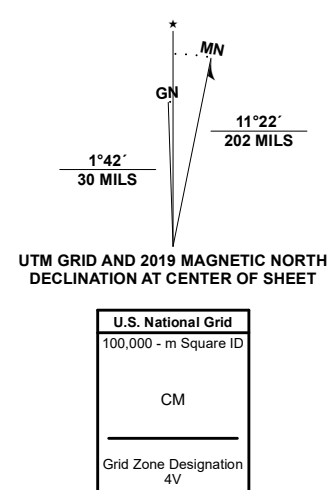 ★
MN
GN
11°22´
202 MILS
1°42´
30 MILS
UTM GRID AND 2019 MAGNETIC NORTH
DECLINATION AT CENTER OF SHEET
U.S. National Grid
100,000 - m Square ID
CM
Grid Zone Designation
4V